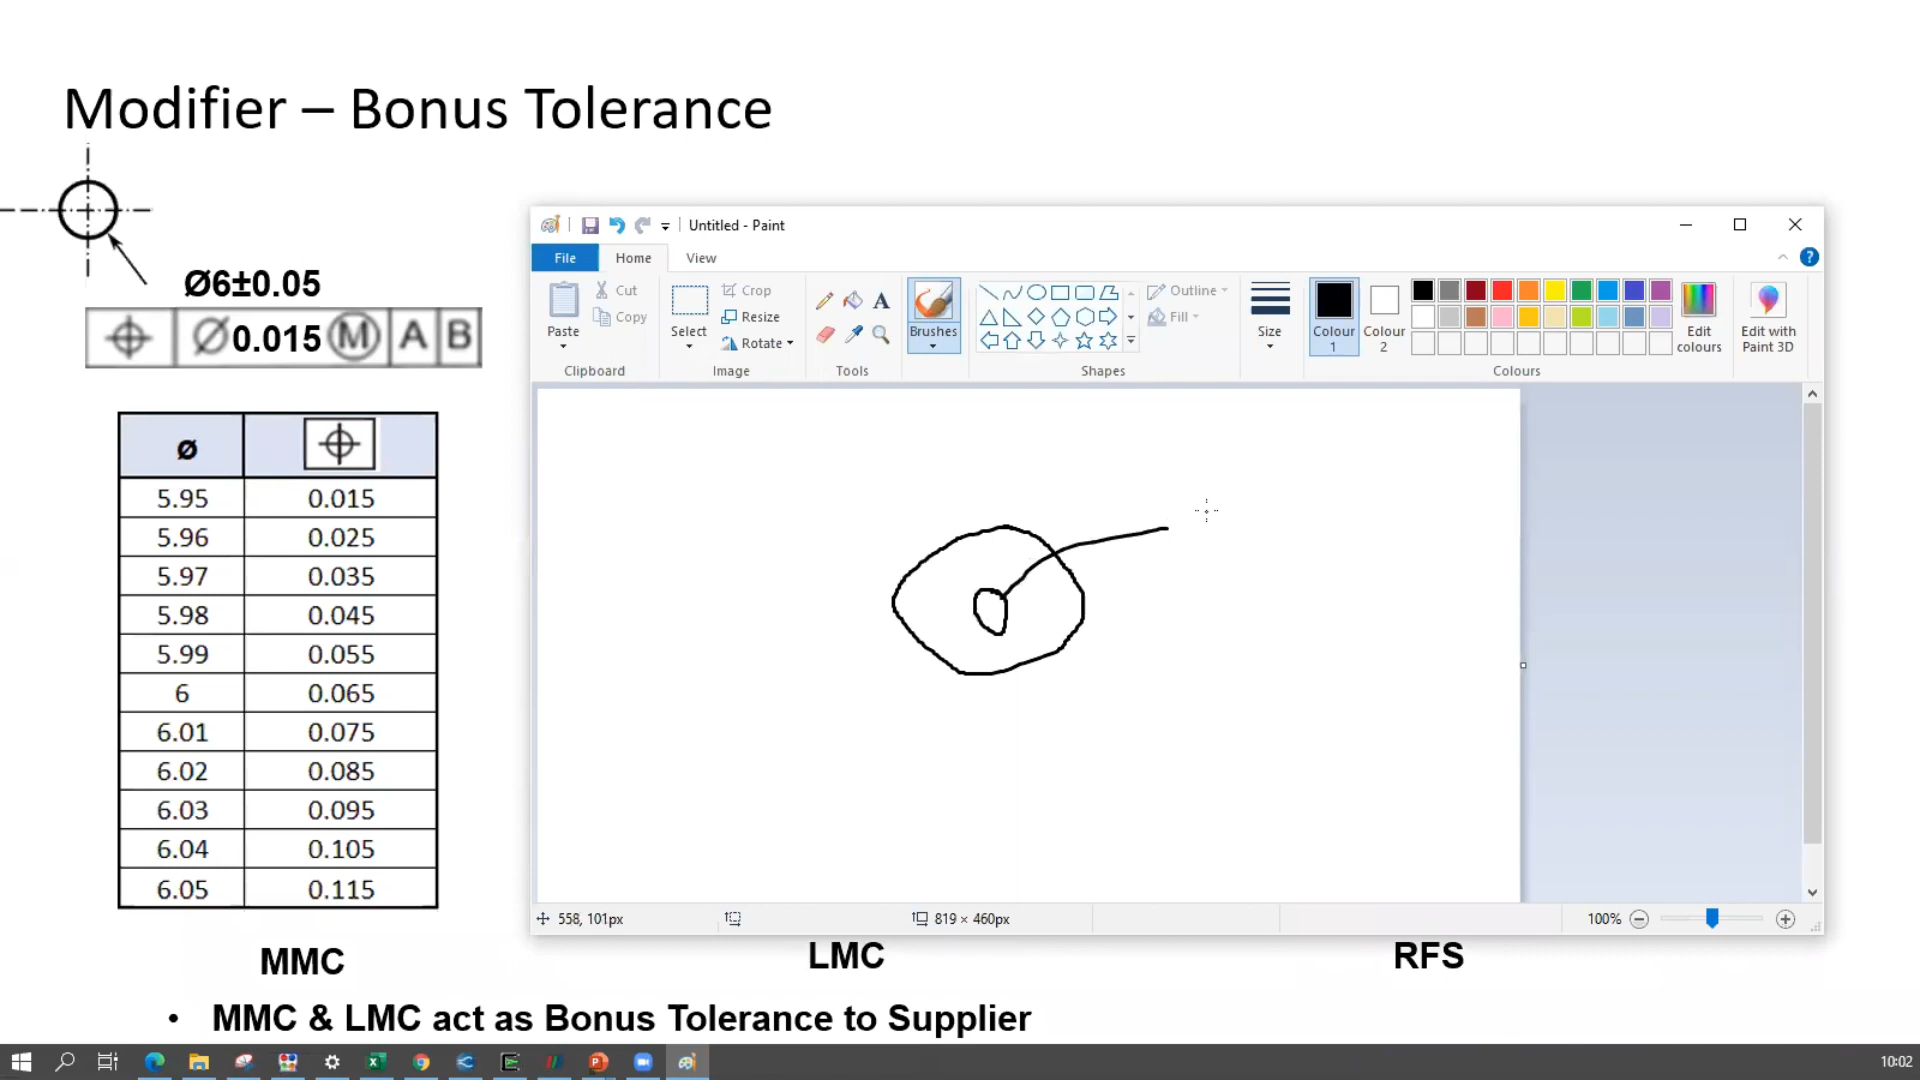 Modifier – Bonus Tolerance
Ø6±0.05
Ø0.015 Ⓜ A B
ø
5.95 0.015
5.96 0.025
5.97 0.035
5.98 0.045
5.99 0.055
6 0.065
6.01 0.075
6.02 0.085
6.03 0.095
6.04 0.105
6.05 0.115
Untitled - Paint
File Home View
Paste
Cut
Copy
Clipboard
Select
Crop
Resize
Rotate
Image
A
Tools
Brushes
Outline
Fill
Shapes
Size
Colour
1
Colour
2
Edit
colours
Edit with
Paint 3D
Colours
?
558, 101px
819 × 460px
100%
MMC
LMC
RFS
• MMC & LMC act as Bonus Tolerance to Supplier
10:02